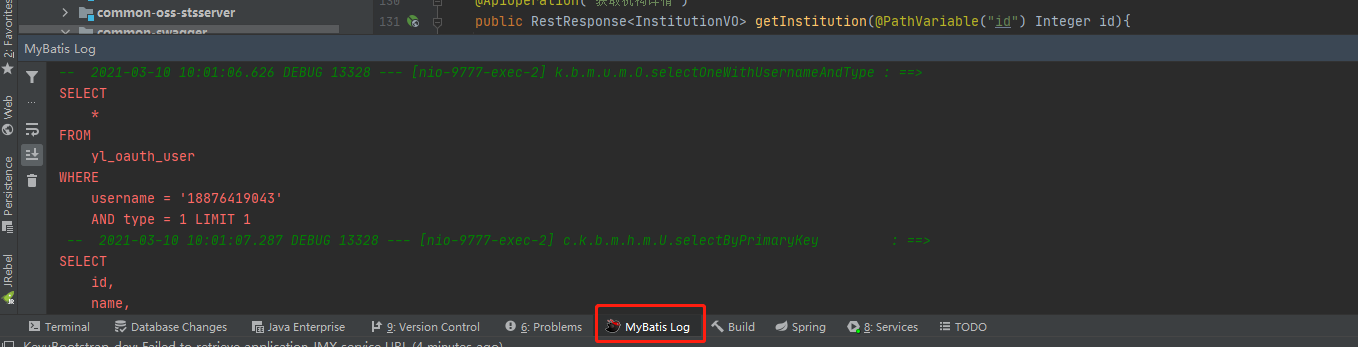 common-oss-stsserver
common-swagger
130 @ApiOperation("获取机构详情")
131 public RestResponse<InstitutionVO> getInstitution(@PathVariable("id") Integer id){
2: Favorites
Web
Persistence
JRebel
MyBatis Log
-- 2021-03-10 10:01:06.626 DEBUG 13328 --- [nio-9777-exec-2] k.b.m.u.m.O.selectOneWithUsernameAndType : ==>
SELECT
*
FROM
yl_oauth_user
WHERE
username = '18876419043'
AND type = 1 LIMIT 1
-- 2021-03-10 10:01:07.287 DEBUG 13328 --- [nio-9777-exec-2] c.k.b.m.h.m.U.selectByPrimaryKey : ==>
SELECT
id,
name,
Terminal Database Changes Java Enterprise 9: Version Control 6: Problems MyBatis Log Build Spring 8: Services TODO
dev: Failed to retrieve application JMX service URL (4 minutes ago)